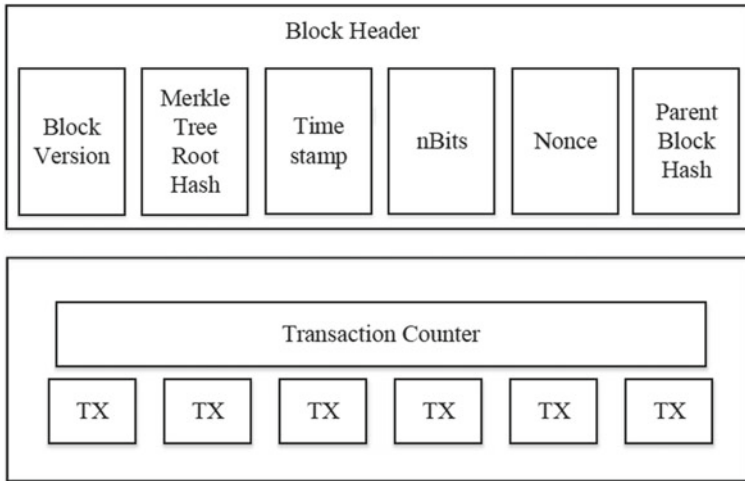 Block Header
Block
Version
Merkle
Tree
Root
Hash
Time
stamp
nBits
Nonce
Parent
Block
Hash
Transaction Counter
TX
TX
TX
TX
TX
TX